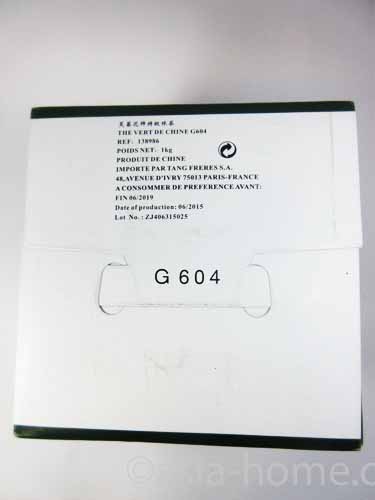 THE VERT DE CHINE G604
REF: 138986
POIDS NET: 1kg
PRODUIT DE CHINE
IMPORTE PAR TANG FRERES S.A.
48,AVENUE D'IVRY 75013 PARIS-FRANCE
A CONSOMMER DE PREFERENCE AVANT:
FIN 06/2019
Date of production: 06/2015
Lot No.: ZJ406315025
G 604
asia-home.c